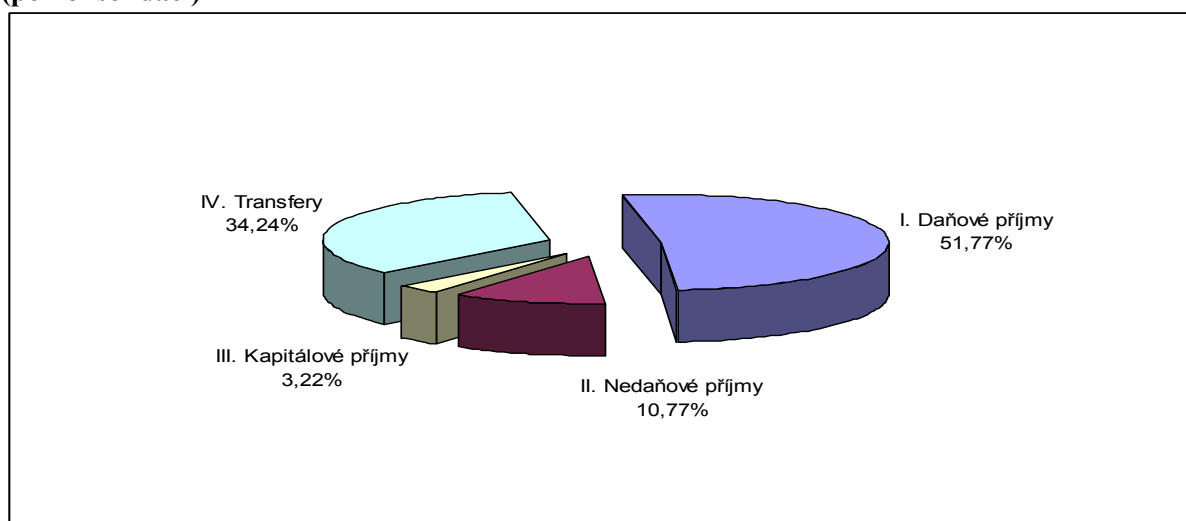 IV. Transfery
34,24%
I. Daňové příjmy
51,77%
III. Kapitálové příjmy
3,22%
II. Nedaňové příjmy
10,77%